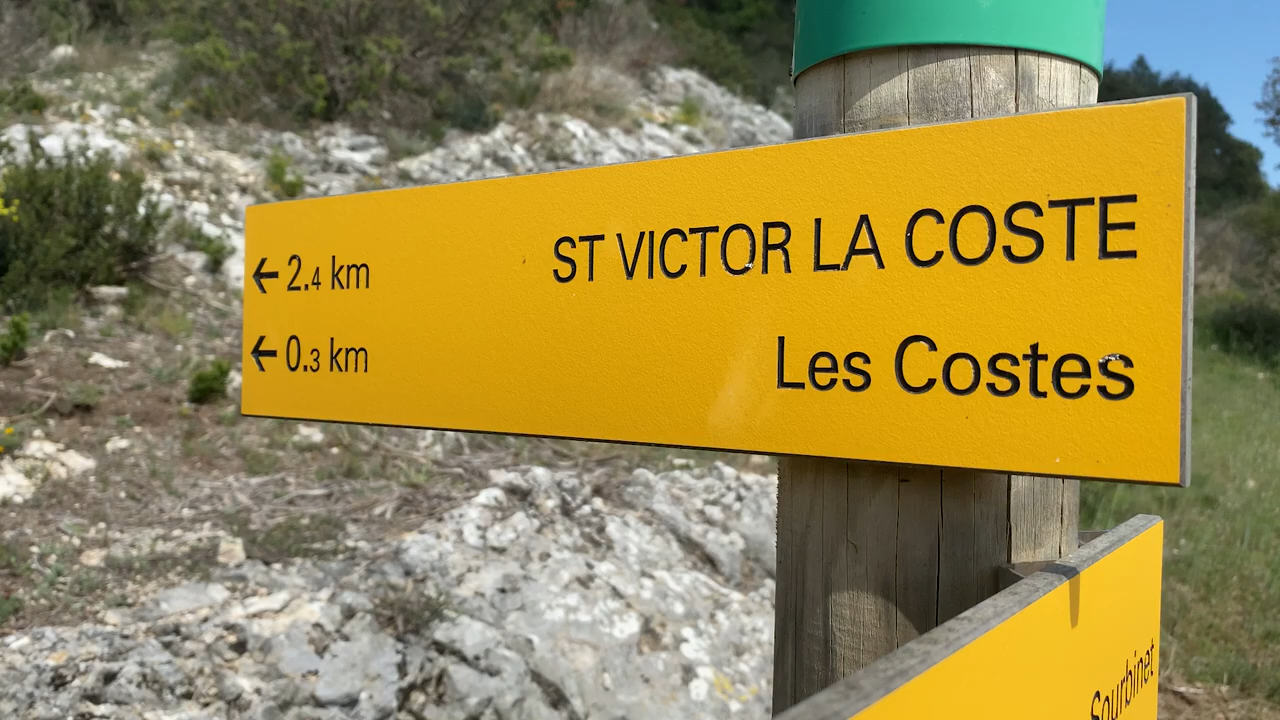 ← 2.4 km ST VICTOR LA COSTE
← 0.3 km Les Costes
Sourbinet